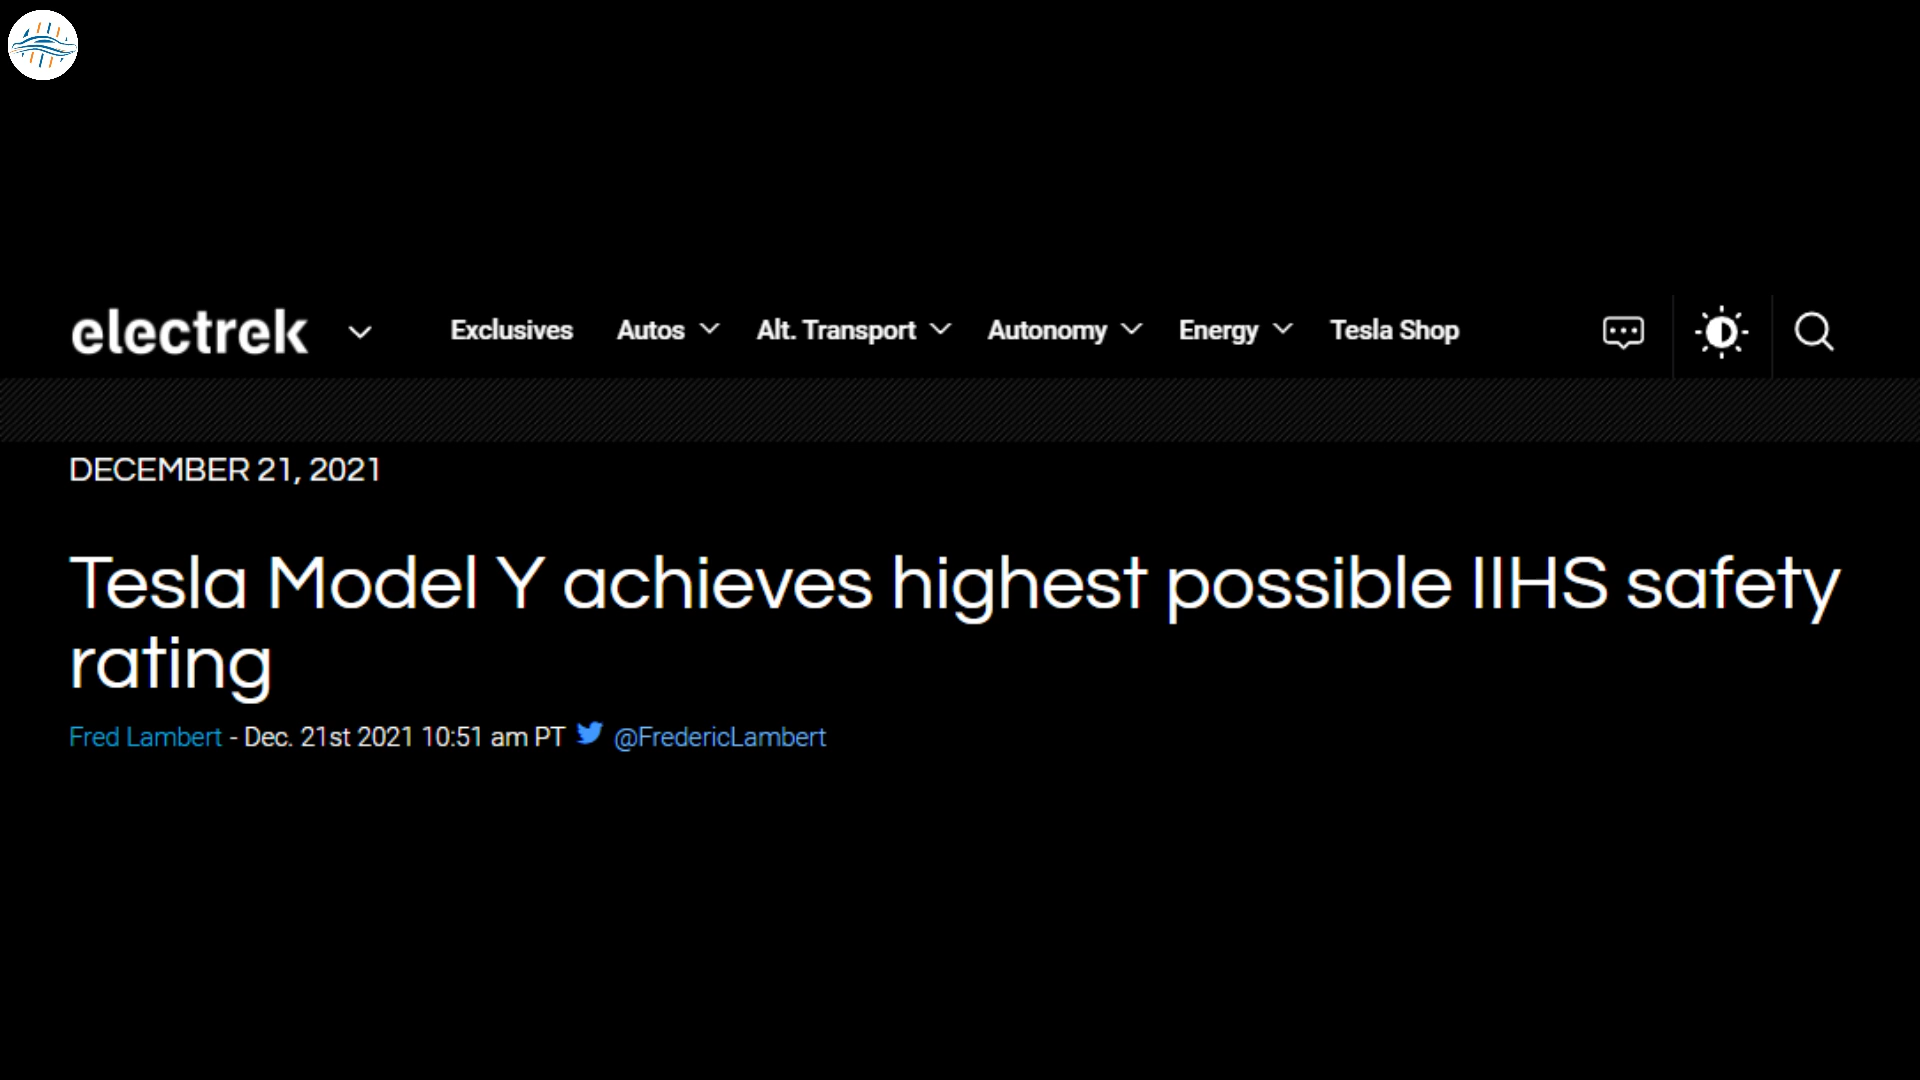 electrek Exclusives Autos Alt. Transport Autonomy Energy Tesla Shop
DECEMBER 21, 2021
Tesla Model Y achieves highest possible IIHS safety
rating
Fred Lambert - Dec. 21st 2021 10:51 am PT @FredericLambert